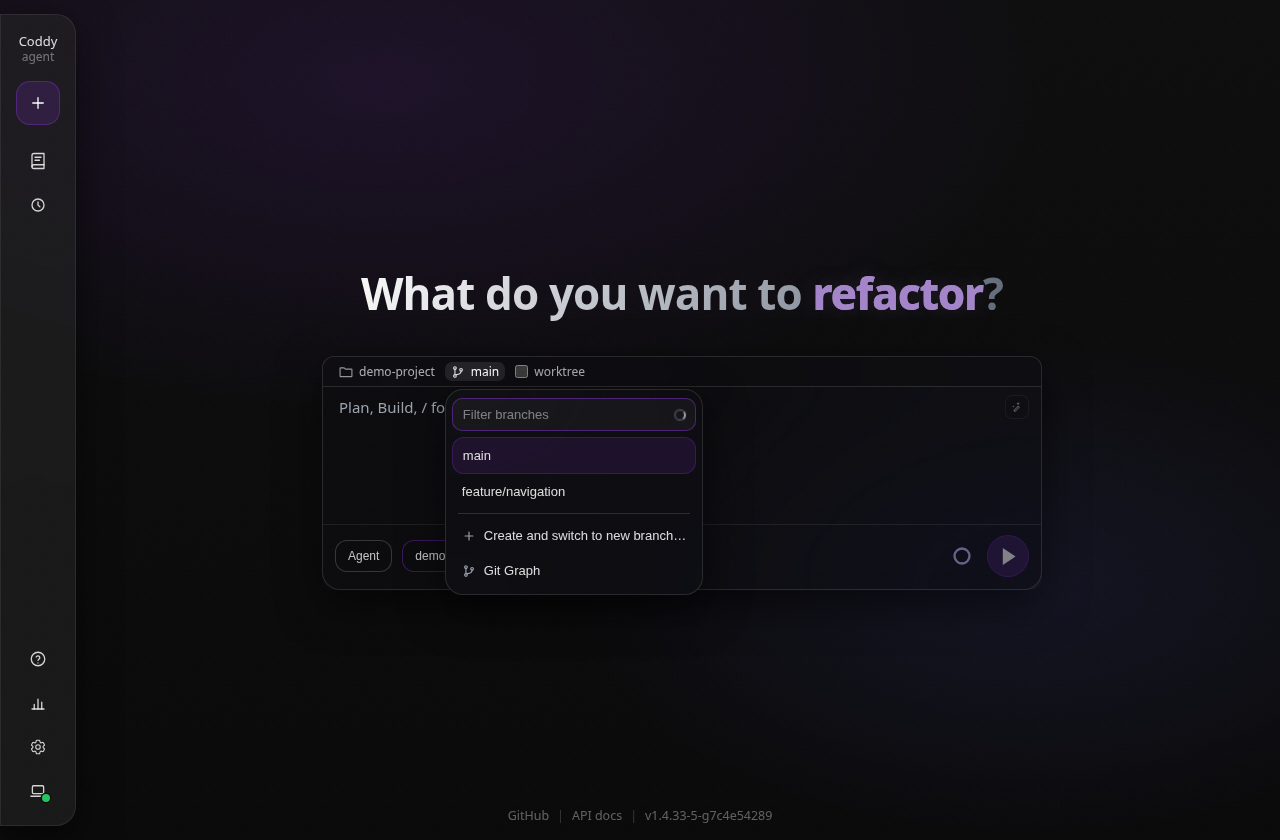 Coddy
agent
What do you want to refactor?
demo-project
main
worktree
Plan, Build, / fo
Filter branches
main
feature/navigation
Create and switch to new branch…
Git Graph
Agent
demo
GitHub
API docs
v1.4.33-5-g7c4e54289